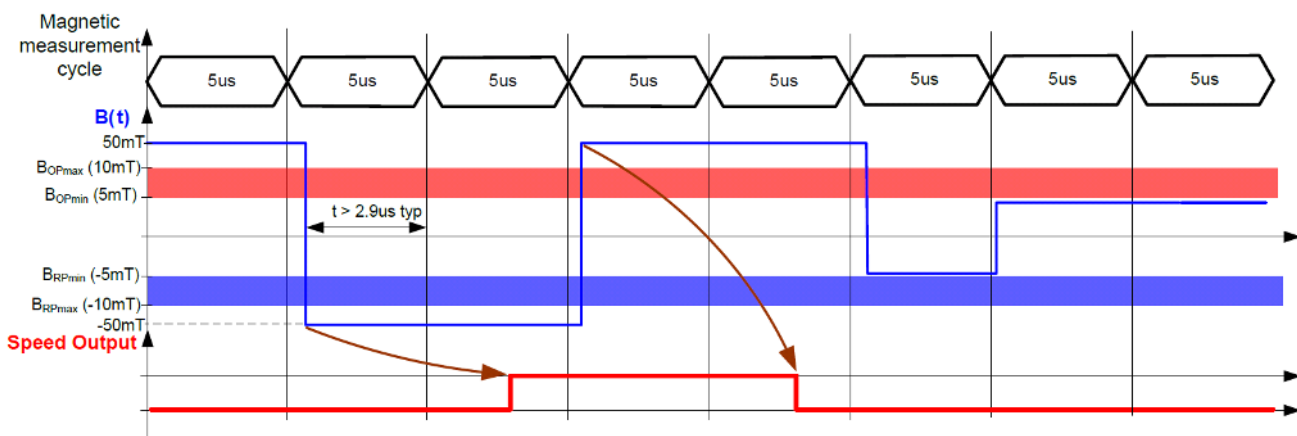 Magnetic
measurement
cycle
5us 5us 5us 5us 5us 5us 5us 5us
B(t)
50mT
BOPmax (10mT)
BOPmin (5mT)
t > 2.9us typ
BRPmin (-5mT)
BRPmax (-10mT)
-50mT
Speed Output